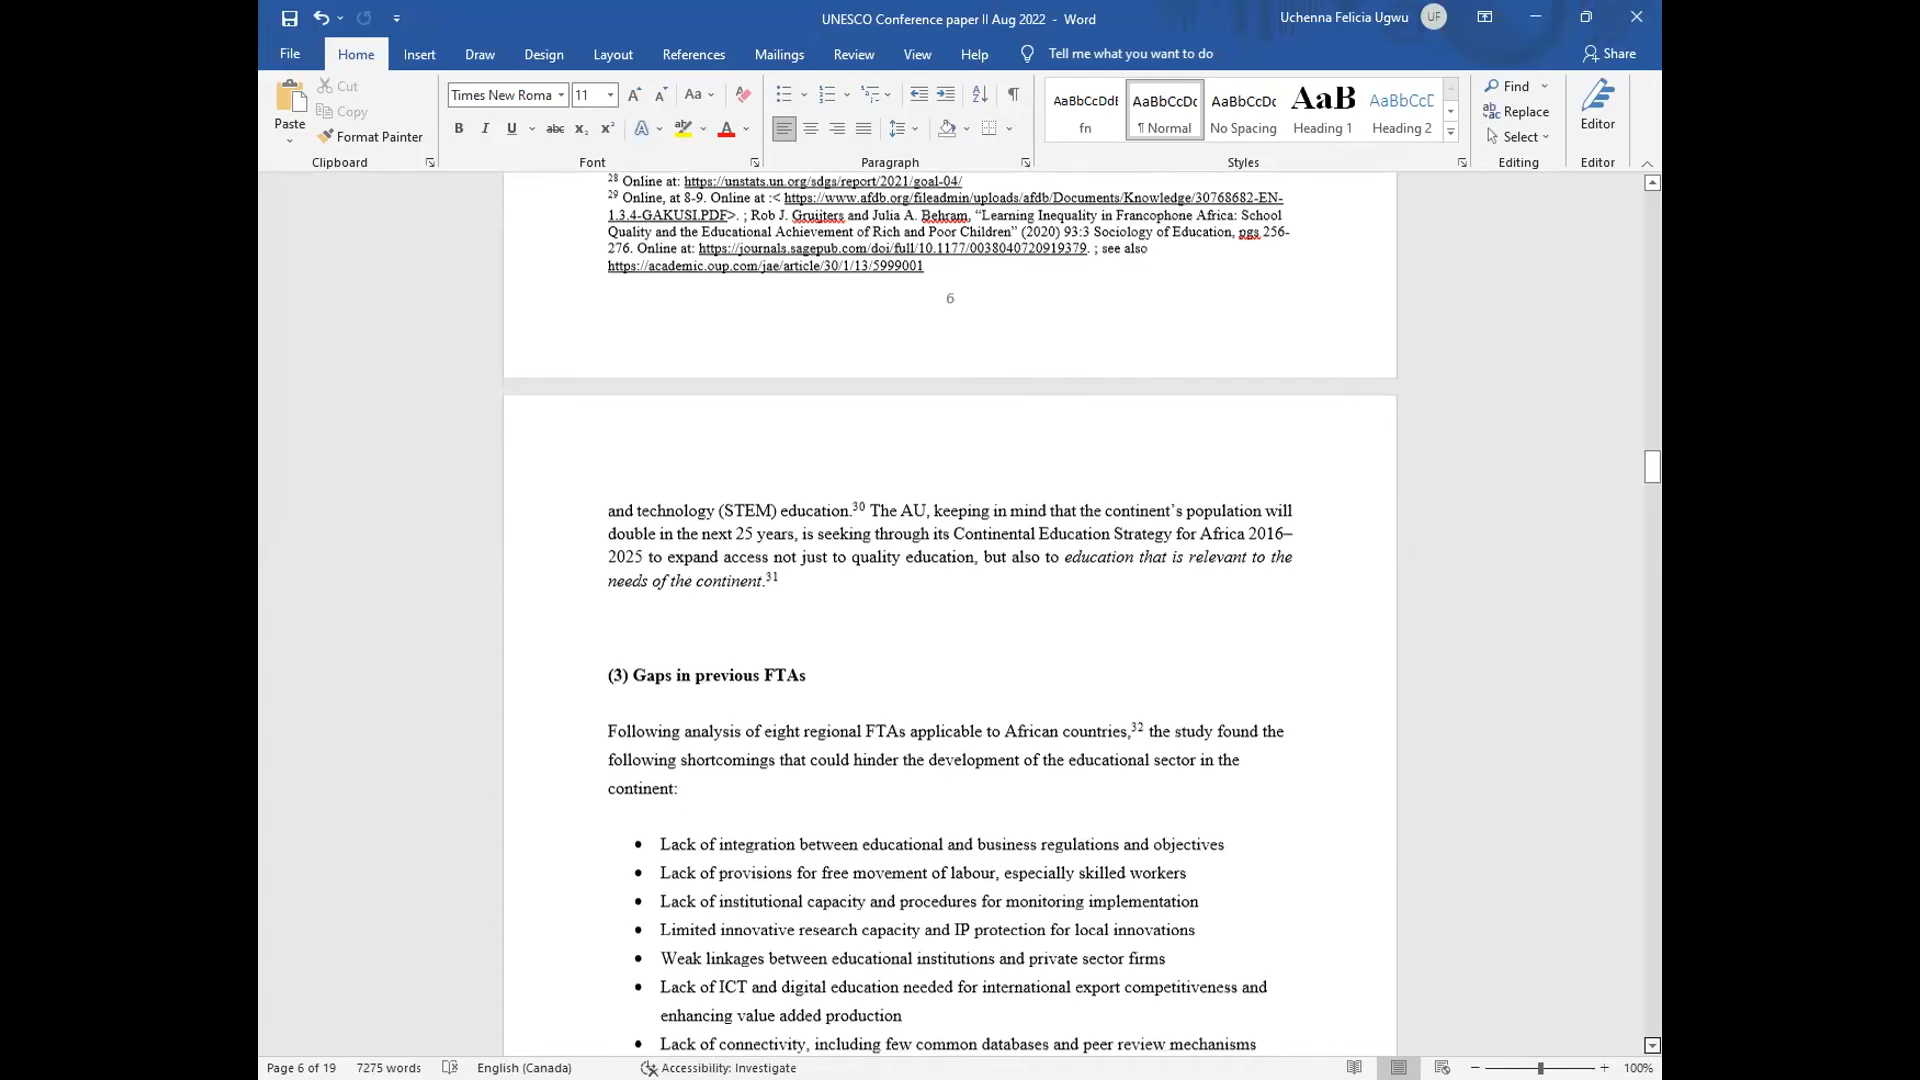 UNESCO Conference paper II Aug 2022 - Word
Uchenna Felicia Ugwu
UF
File Home Insert Draw Design Layout References Mailings Review View Help Tell me what you want to do
Share
Paste
Cut
Copy
Format Painter
Clipboard
Times New Roma 11
B I U abc x₂ x²
Font
Paragraph
AaBbCcDdE AaBbCcDc AaBbCcDc AaB AaBbCcD
fn ¶ Normal No Spacing Heading 1 Heading 2
Styles
Find
Replace
Select
Editing
Editor
Editor
28 Online at: https://unstats.un.org/sdgs/report/2021/goal-04/
29 Online, at 8-9. Online at :< https://www.afdb.org/fileadmin/uploads/afdb/Documents/Knowledge/30768682-EN-
1.3.4-GAKUSI.PDF>. ; Rob J. Gruijters and Julia A. Behram, “Learning Inequality in Francophone Africa: School
Quality and the Educational Achievement of Rich and Poor Children” (2020) 93:3 Sociology of Education, pgs 256-
276. Online at: https://journals.sagepub.com/doi/full/10.1177/0038040720919379. ; see also
https://academic.oup.com/jae/article/30/1/13/5999001
6
and technology (STEM) education.30 The AU, keeping in mind that the continent’s population will
double in the next 25 years, is seeking through its Continental Education Strategy for Africa 2016–
2025 to expand access not just to quality education, but also to education that is relevant to the
needs of the continent.31
(3) Gaps in previous FTAs
Following analysis of eight regional FTAs applicable to African countries,32 the study found the
following shortcomings that could hinder the development of the educational sector in the
continent:
• Lack of integration between educational and business regulations and objectives
• Lack of provisions for free movement of labour, especially skilled workers
• Lack of institutional capacity and procedures for monitoring implementation
• Limited innovative research capacity and IP protection for local innovations
• Weak linkages between educational institutions and private sector firms
• Lack of ICT and digital education needed for international export competitiveness and
enhancing value added production
• Lack of connectivity, including few common databases and peer review mechanisms
Page 6 of 19 7275 words English (Canada) Accessibility: Investigate 100%